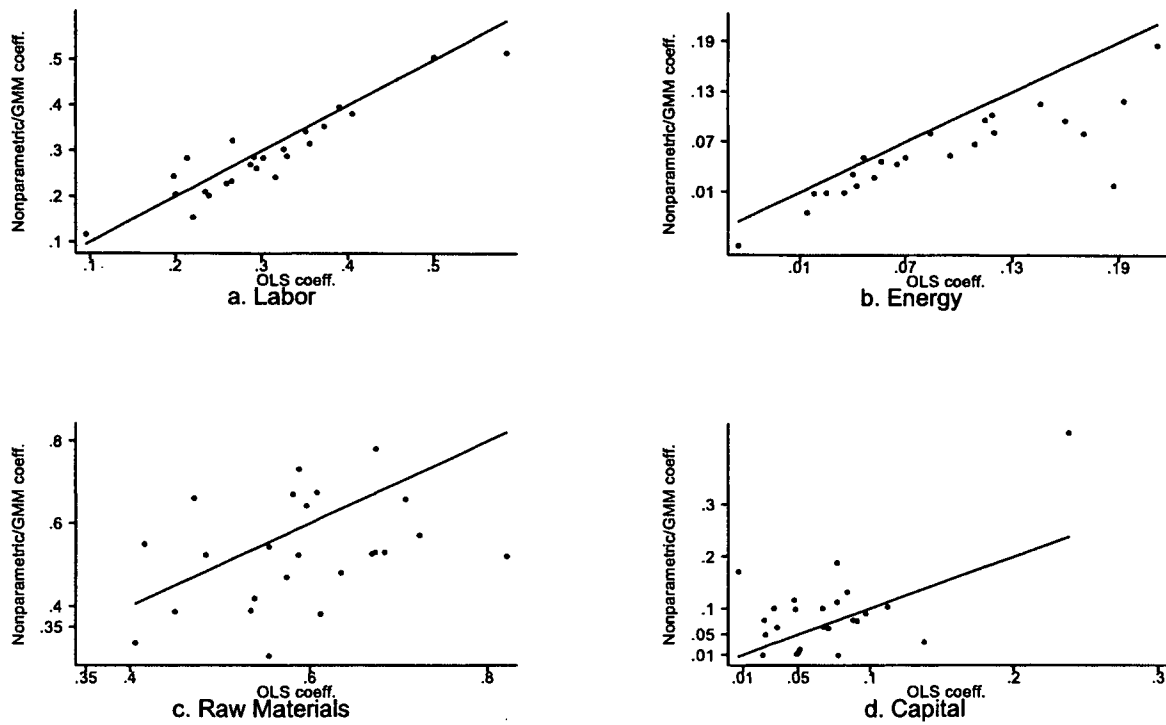 Nonparametric/GMM coeff.
.5
.4
.3
.2
.1
.1 .2 .3 .4 .5
OLS coeff.
a. Labor
Nonparametric/GMM coeff.
.19
.13
.07
.01
.01 .07 .13 .19
OLS coeff.
b. Energy
Nonparametric/GMM coeff.
.8
.6
.4
.35
.35 .4 .6 .8
OLS coeff.
c. Raw Materials
Nonparametric/GMM coeff.
.3
.2
.1
.05
.01
.01 .05 .1 .2 .3
OLS coeff.
d. Capital